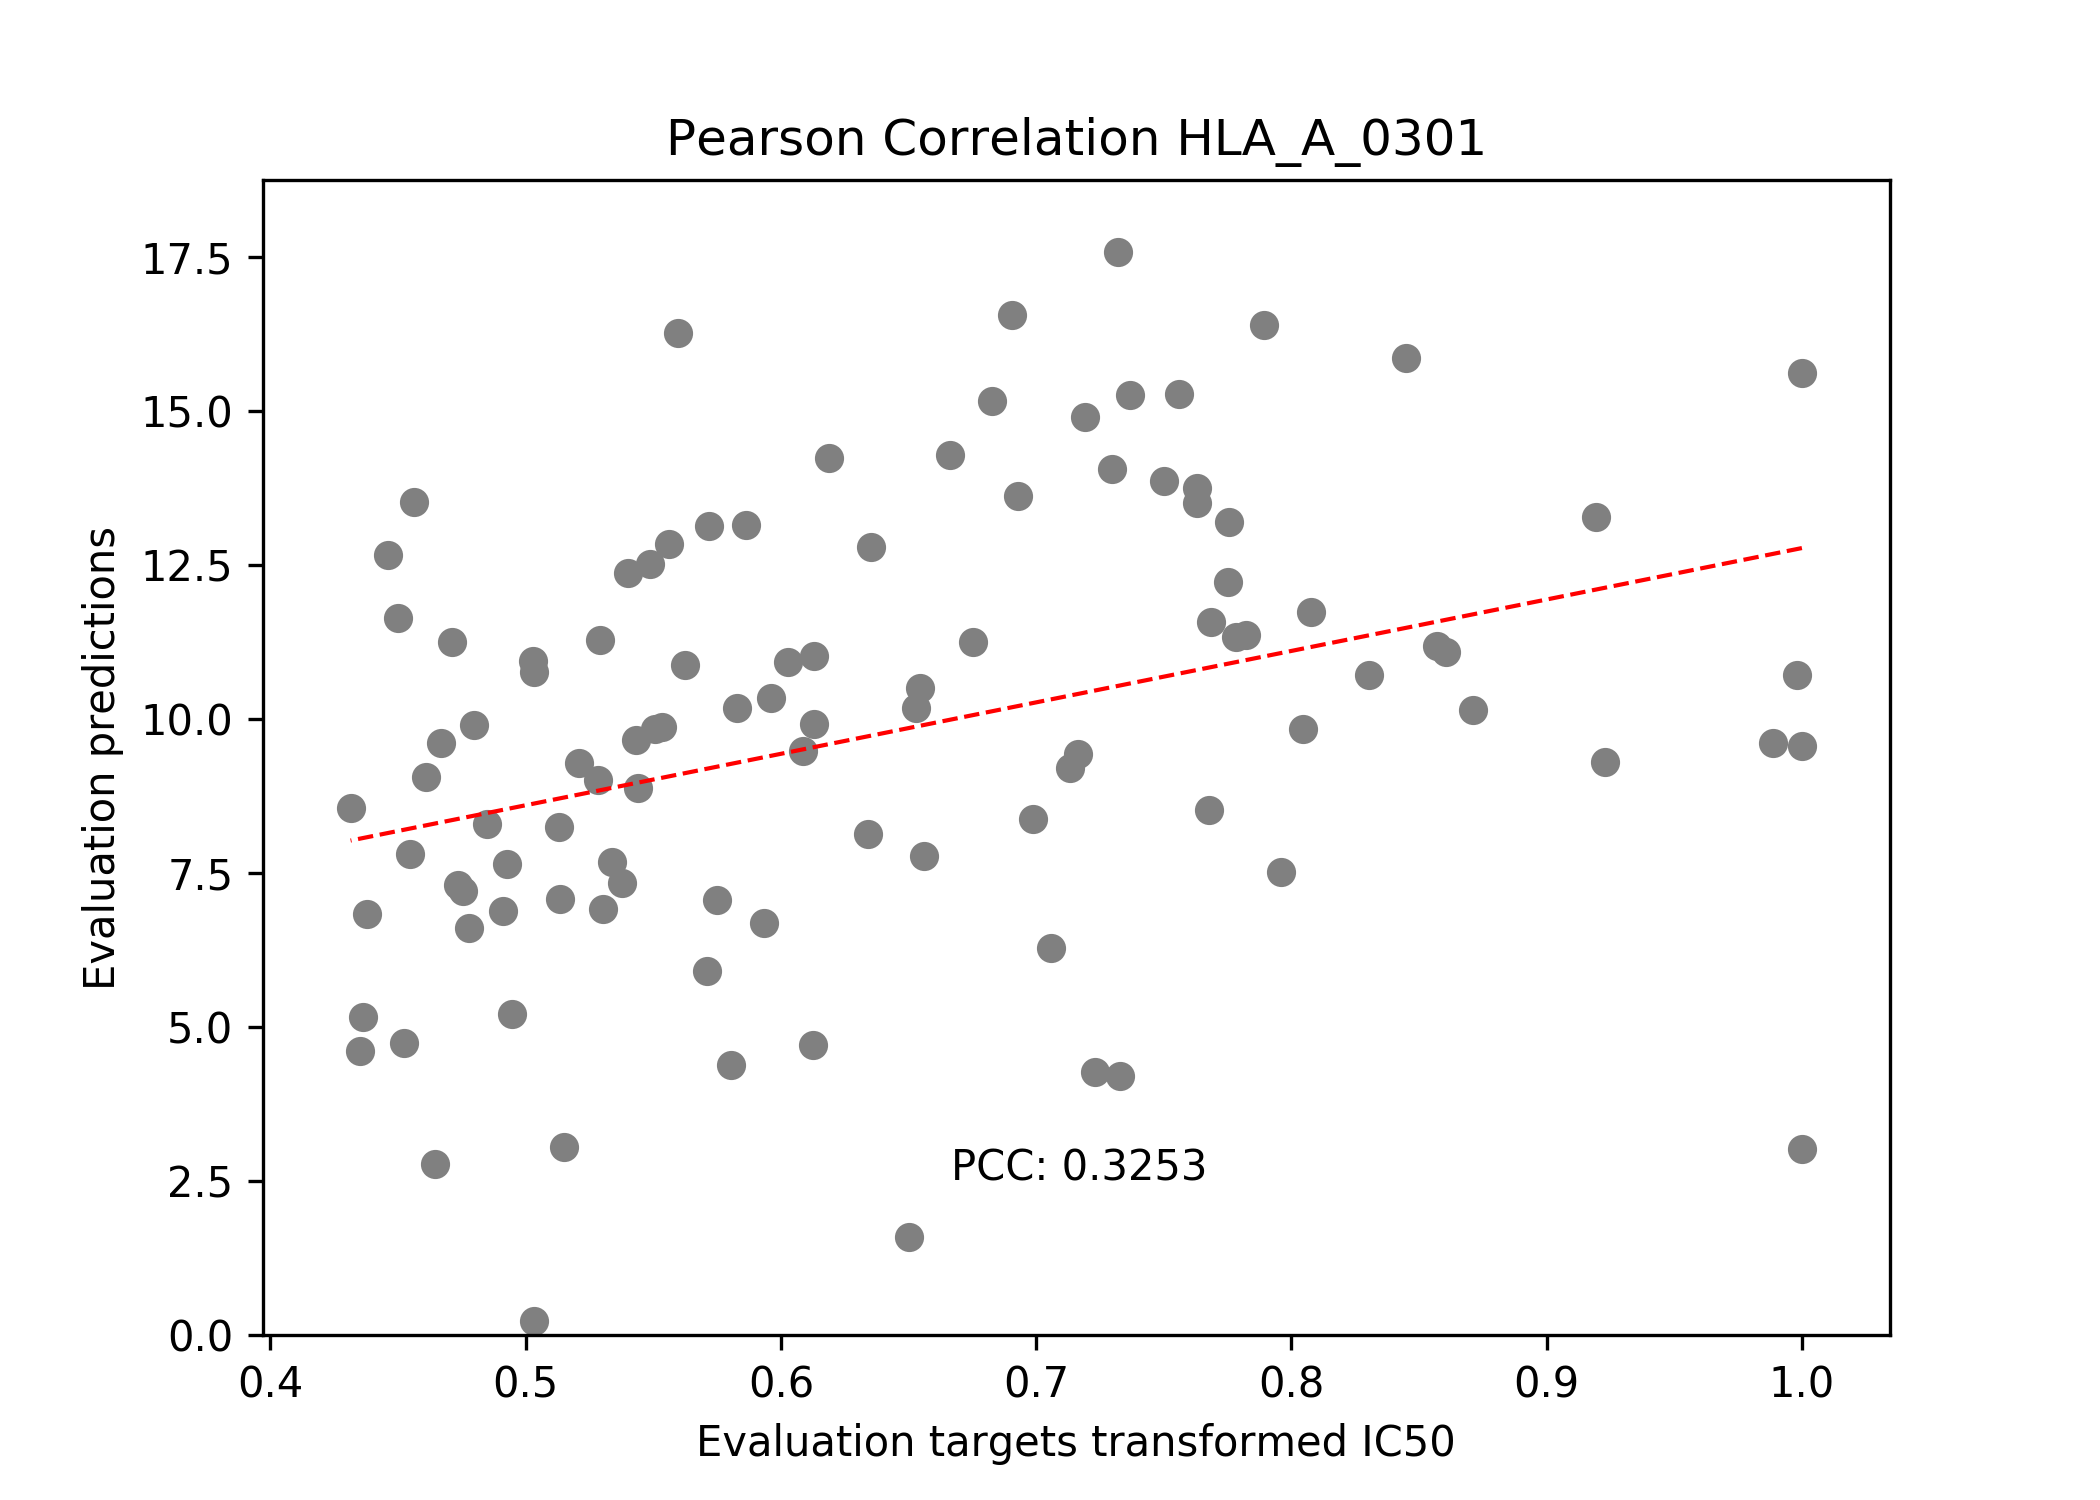 Pearson Correlation HLA_A_0301
17.5
15.0
12.5
10.0
7.5
5.0
2.5
0.0
Evaluation predictions
PCC: 0.3253
0.4 0.5 0.6 0.7 0.8 0.9 1.0
Evaluation targets transformed IC50